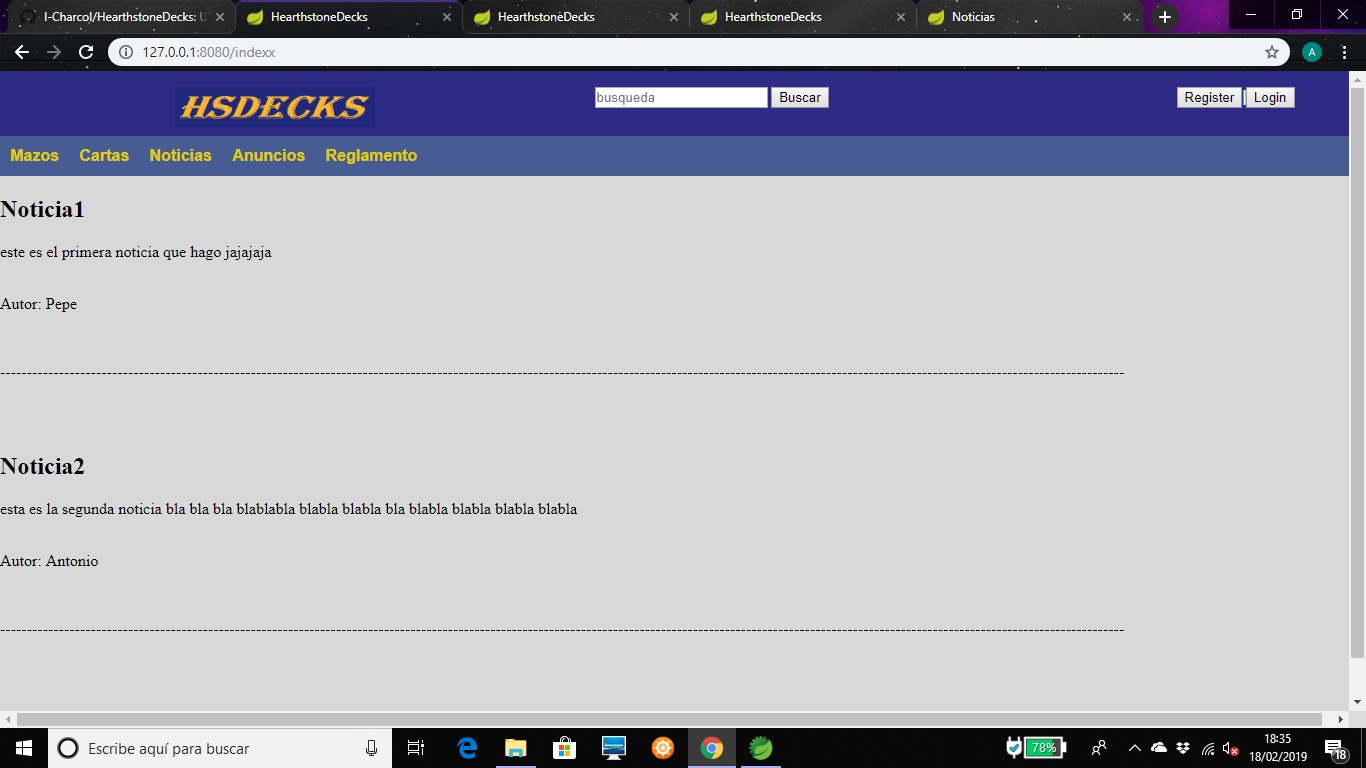 I-Charcol/HearthstoneDecks: U
HearthstoneDecks
HearthstoneDecks
HearthstoneDecks
Noticias
127.0.0.1:8080/indexx
A
HSDECKS
busqueda
Buscar
Register | Login
Mazos Cartas Noticias Anuncios Reglamento
Noticia1
este es el primera noticia que hago jajajaja
Autor: Pepe
Noticia2
esta es la segunda noticia bla bla bla blablabla blabla blabla bla blabla blabla blabla blabla
Autor: Antonio
Escribe aquí para buscar
78%
18:35
18/02/2019
18